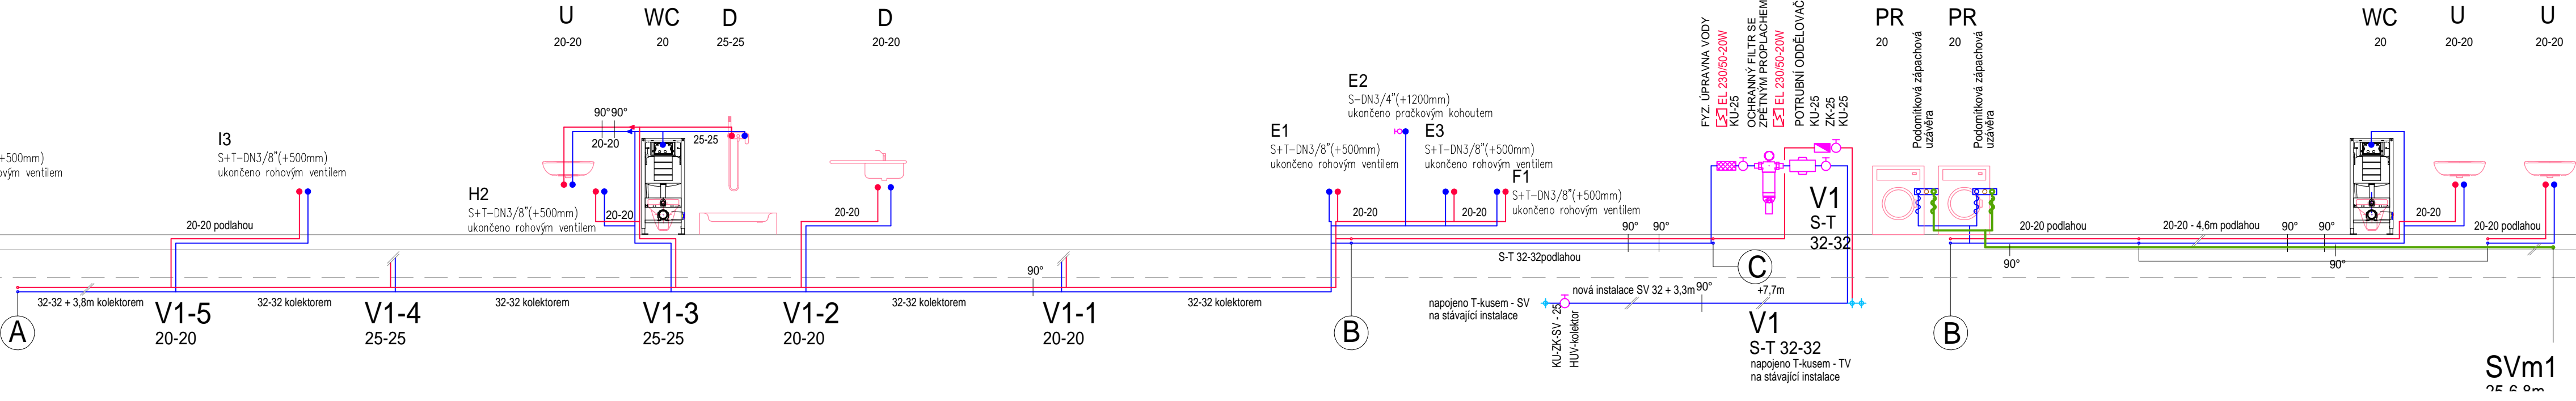 U
20-20
WC
20
D
25-25
D
20-20
FYZ. ÚPRAVNA VODY
EL 230/50-20W
KU-25
OCHRANNÝ FILTR SE
ZPĚTNÝM PROPLACHEM
EL 230/50-20W
POTRUBNÍ ODDĚLOVAČ
KU-25
ZK-25
KU-25
PR
20
Podomítková zápachová
uzávěra
PR
20
Podomítková zápachová
uzávěra
WC
20
U
20-20
U
20-20
+500mm)
ovým ventilem
I3
S+T-DN3/8"(+500mm)
ukončeno rohovým ventilem
20-20 podlahou
90°
90°
20-20
25-25
H2
S+T-DN3/8"(+500mm)
ukončeno rohovým ventilem
20-20
20-20
E2
S-DN3/4"(+1200mm)
ukončeno pračkovým kohoutem
E1
S+T-DN3/8"(+500mm)
ukončeno rohovým ventilem
E3
S+T-DN3/8"(+500mm)
ukončeno rohovým ventilem
F1
S+T-DN3/8"(+500mm)
ukončeno rohovým ventilem
20-20
20-20
90°
90°
S-T 32-32podlahou
V1
S-T
32-32
C
20-20 podlahou
20-20 - 4,6m podlahou
90°
90°
20-20
20-20 podlahou
90°
90°
90°
32-32 + 3,8m kolektorem
32-32 kolektorem
32-32 kolektorem
32-32 kolektorem
32-32 kolektorem
A
V1-5
20-20
V1-4
25-25
V1-3
25-25
V1-2
20-20
V1-1
20-20
B
napojeno T-kusem - SV
na stávající instalace
KU-ZK-SV - 25
HUV-kolektor
nová instalace SV 32 + 3,3m
90°
+7,7m
V1
S-T 32-32
napojeno T-kusem - TV
na stávající instalace
B
SVm1
25-6,8m